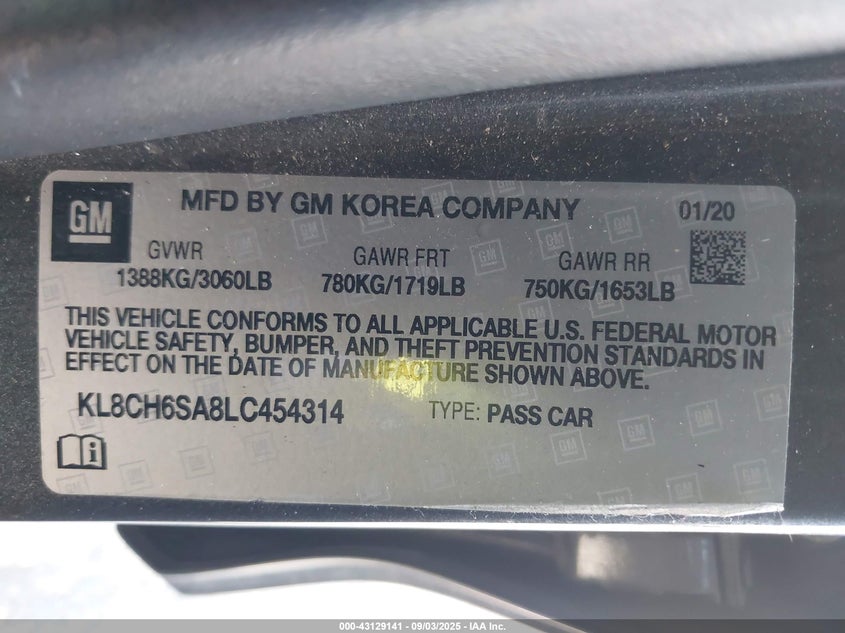 GM
MFD BY GM KOREA COMPANY 01/20
GVWR GAWR FRT GAWR RR
1388KG/3060LB 780KG/1719LB 750KG/1653LB
THIS VEHICLE CONFORMS TO ALL APPLICABLE U.S. FEDERAL MOTOR
VEHICLE SAFETY, BUMPER, AND THEFT PREVENTION STANDARDS IN
EFFECT ON THE DATE OF MANUFACTURE SHOWN ABOVE.
KL8CH6SA8LC454314 TYPE: PASS CAR
000-43129141 - 09/03/2025 - IAA Inc.